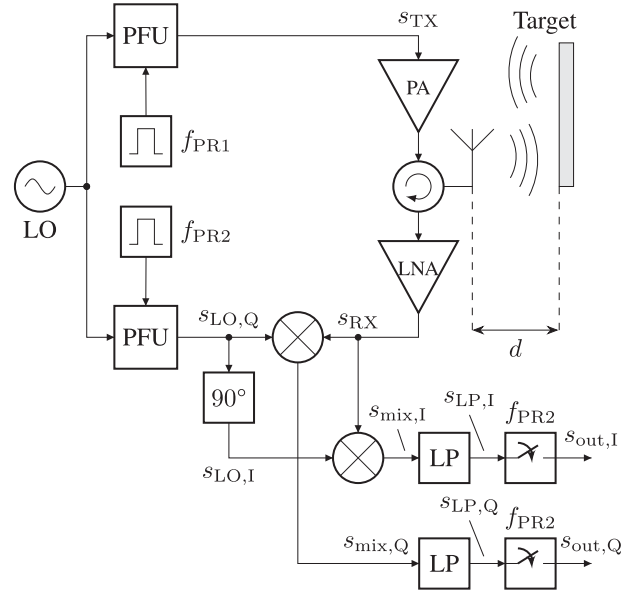 s_TX
Target
PFU
PA
f_PR1
LO
f_PR2
LNA
PFU
s_LO,Q
s_RX
d
90°
s_mix,I
s_LP,I
f_PR2
s_out,I
LP
s_LO,I
s_LP,Q
f_PR2
s_mix,Q
s_out,Q
LP